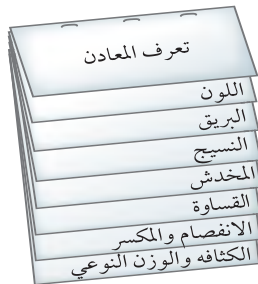 تعرف المعادن
اللون
البريق
النسيج
المخدش
القساوة
الانفصام والمكسر
الكثافه والوزن النوعي